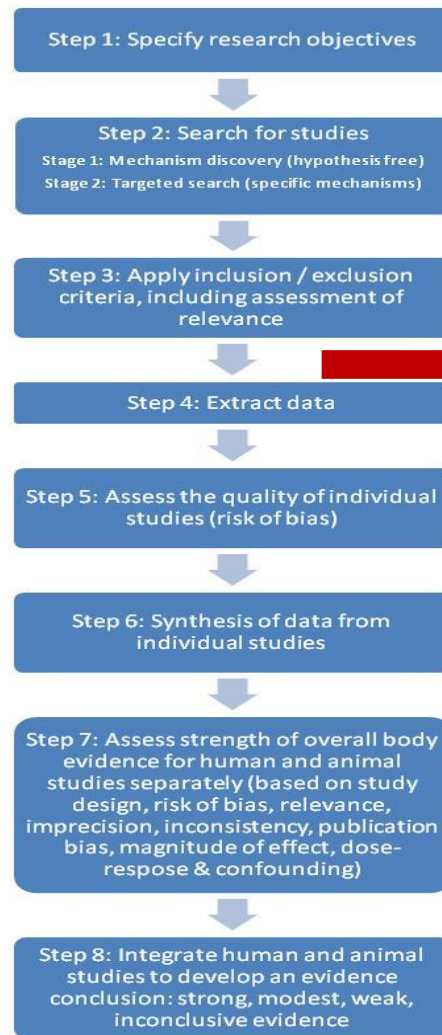 Step 1: Specify research objectives
Step 2: Search for studies
Stage 1: Mechanism discovery (hypothesis free)
Stage 2: Targeted search (specific mechanisms)
Step 3: Apply inclusion / exclusion
criteria, including assessment of
relevance
Step 4: Extract data
Step 5: Assess the quality of individual
studies (risk of bias)
Step 6: Synthesis of data from
individual studies
Step 7: Assess strength of overall body
evidence for human and animal
studies separately (based on study
design, risk of bias, relevance,
imprecision, inconsistency, publication
bias, magnitude of effect, dose-
respose & confounding)
Step 8: Integrate human and animal
studies to develop an evidence
conclusion: strong, modest, weak,
inconclusive evidence